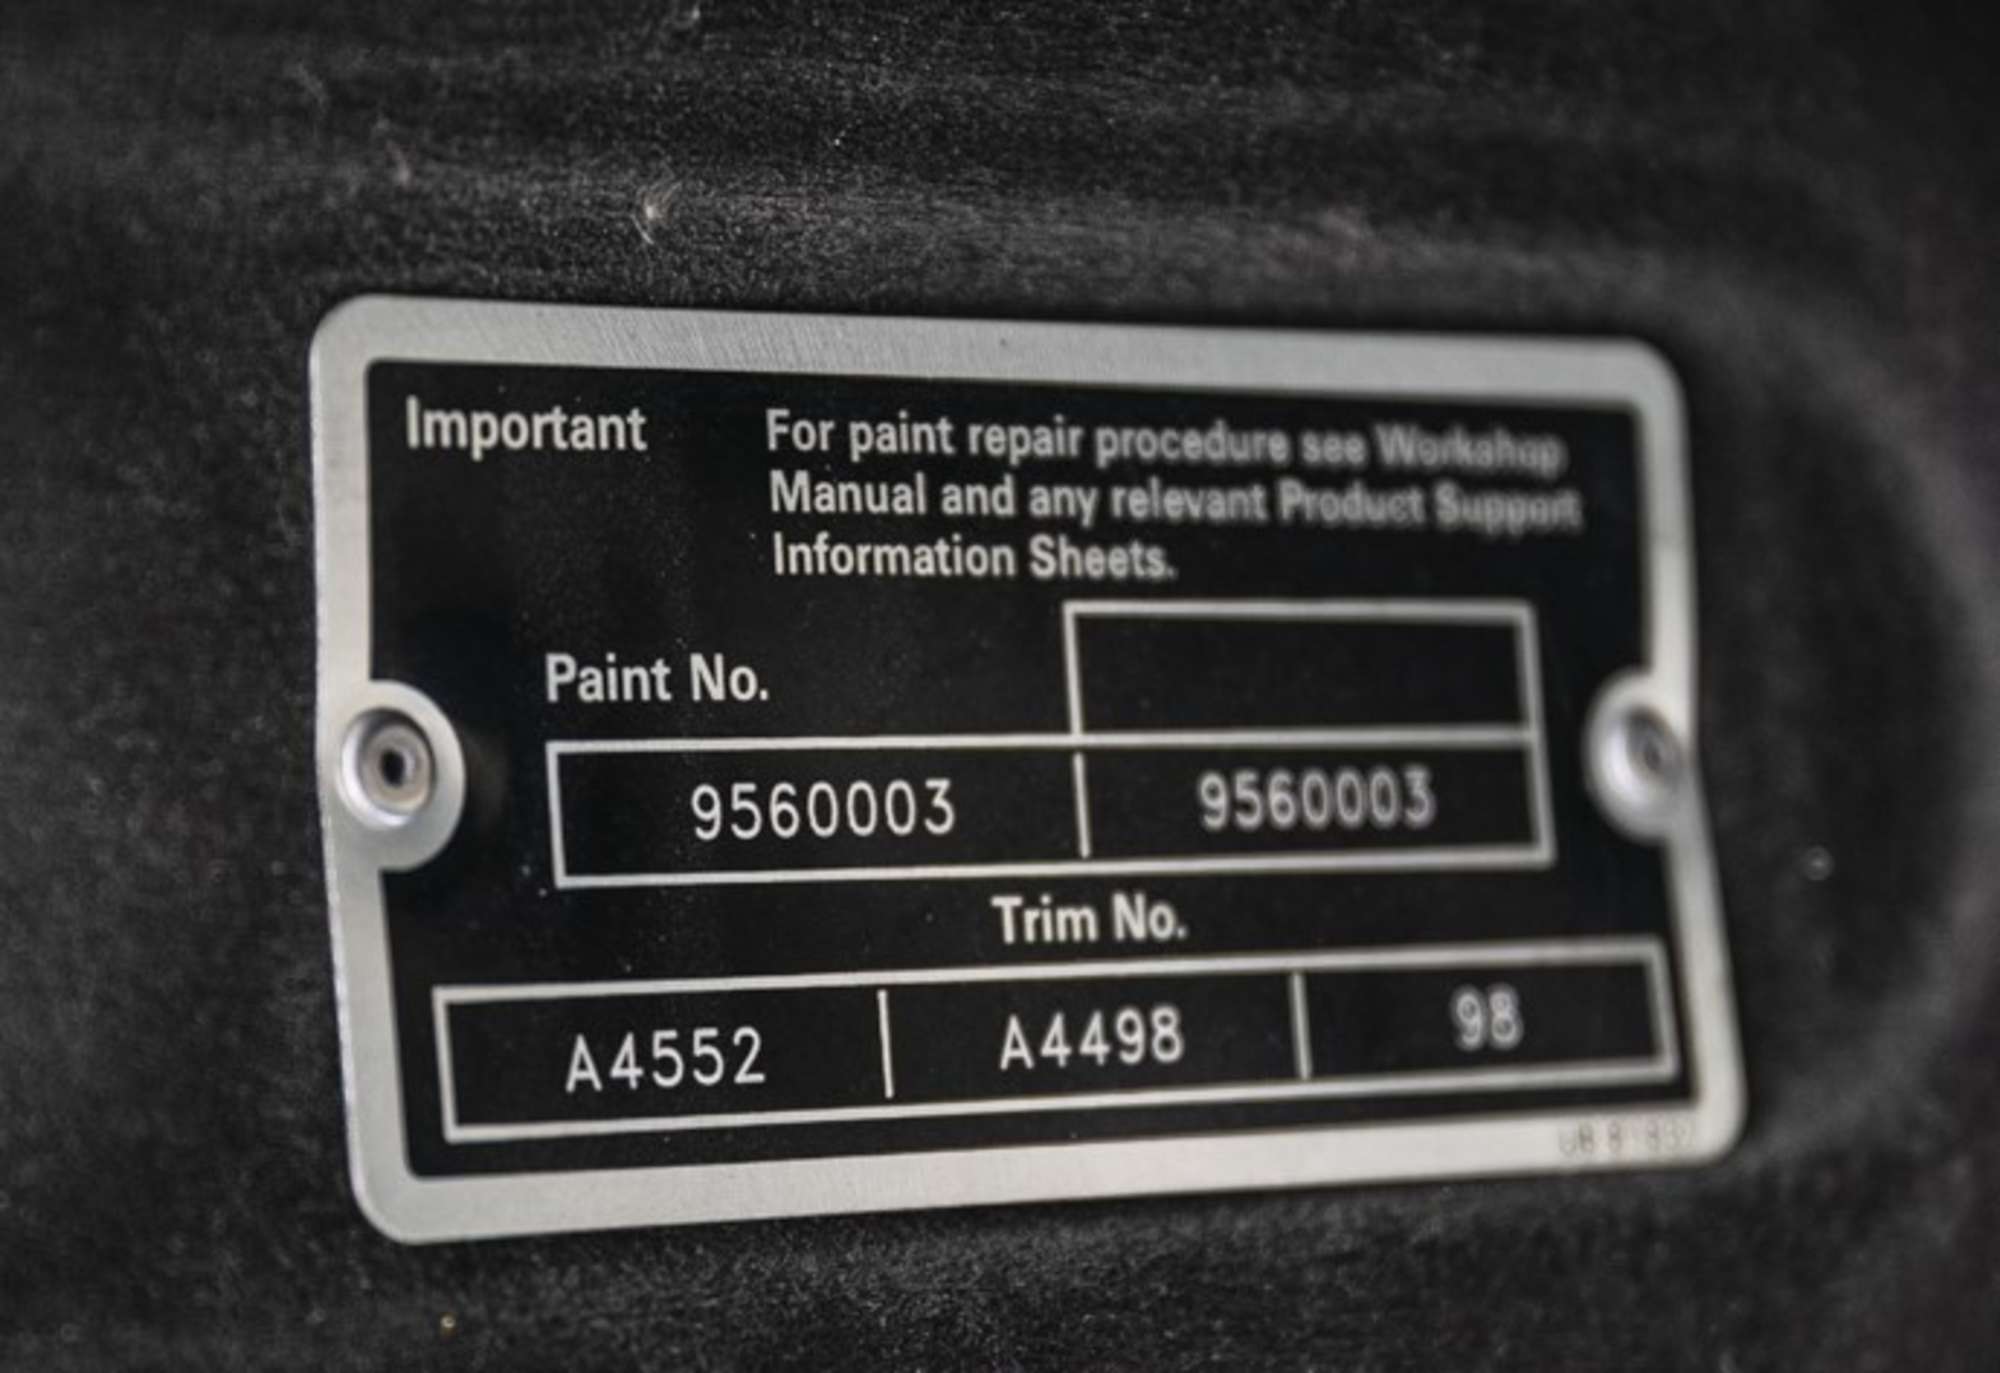 Important
For paint repair procedure see Workshop
Manual and any relevant Product Support
Information Sheets.
Paint No.
9560003 9560003
Trim No.
A4552 A4498 98